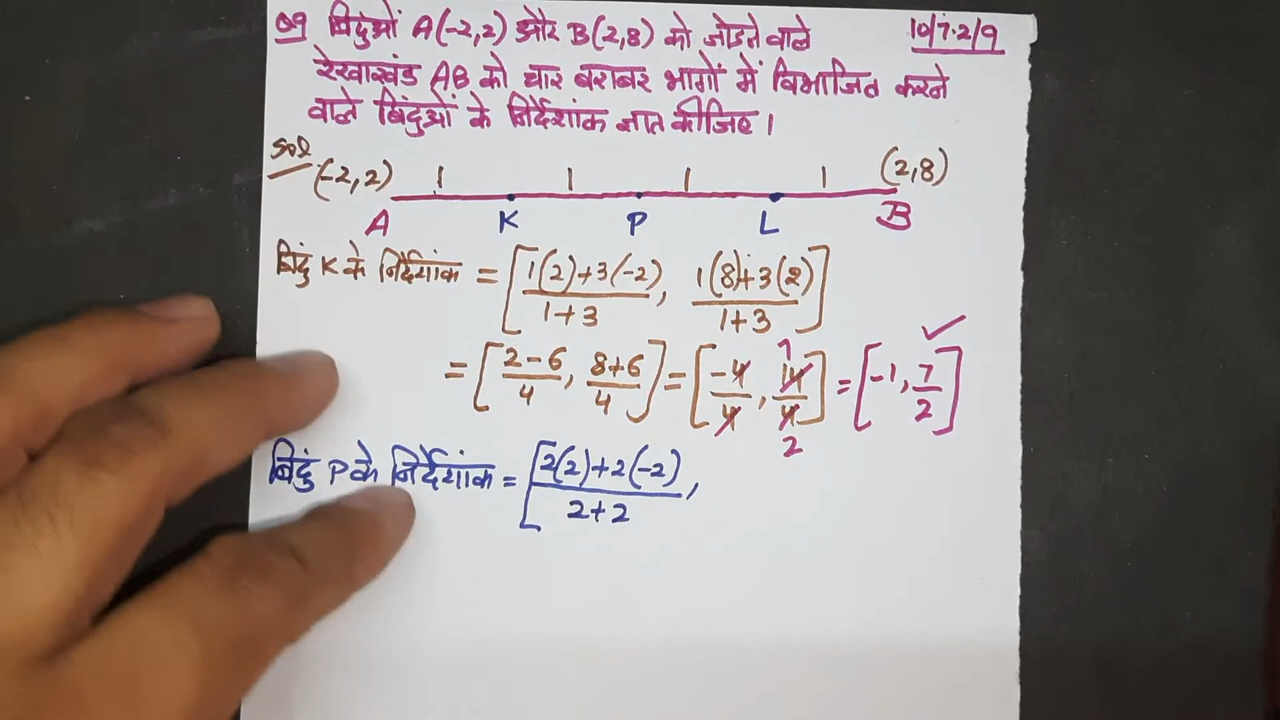 Q9 बिंदुओं A(-2,2) और B(2,8) को जोड़ने वाले 10/7.2/9
रेखाखंड AB को चार बराबर भागों में विभाजित करने
वाले बिंदुओं के निर्देशांक ज्ञात कीजिए।
Sol (-2,2) 1 1 1 1 (2,8)
A K P L B
बिंदु K के निर्देशांक = [1(2)+3(-2)/1+3, 1(8)+3(2)/1+3]
= [2-6/4, 8+6/4] = [-4/4, 14/4] = [-1, 7/2] ✓
7
2
बिंदु P के निर्देशांक = [2(2)+2(-2)/2+2,